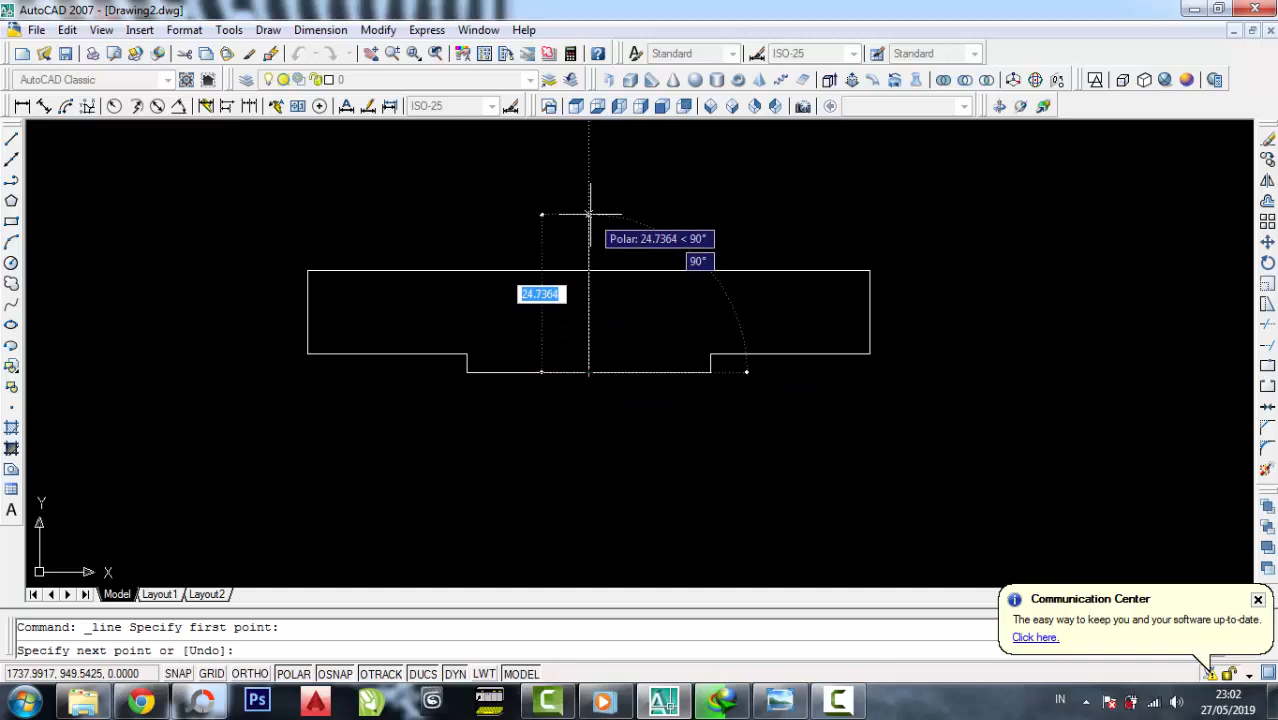 AutoCAD 2007 - [Drawing2.dwg]
File Edit View Insert Format Tools Draw Dimension Modify Express Window Help
Standard ISO-25 Standard
AutoCAD Classic 0
ISO-25
Polar: 24.7364 < 90°
90°
24.7364
Y
X
Model Layout1 Layout2
Communication Center
The easy way to keep you and your software up-to-date.
Click here.
Command: _line Specify first point:
Specify next point or [Undo]:
1737.9917, 949.5425, 0.0000 SNAP GRID ORTHO POLAR OSNAP OTRACK DUCS DYN LWT MODEL
IN
23:02
27/05/2019